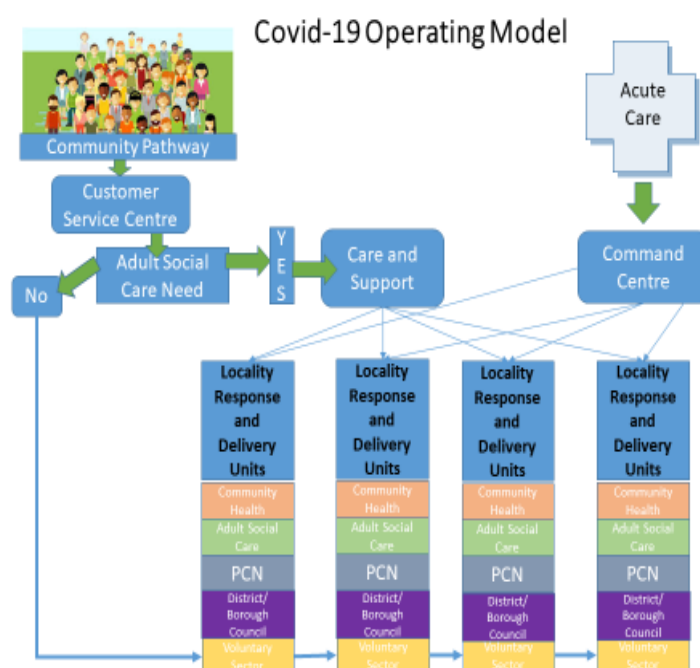 Covid-19 Operating Model
Acute
Care
Community Pathway
Customer
Service Centre
Adult Social
Care Need
Y
E
S
No
Care and
Support
Command
Centre
Locality
Response
and
Delivery
Units
Locality
Response
and
Delivery
Units
Locality
Response
and
Delivery
Units
Locality
Response
and
Delivery
Units
Community
Health
Community
Health
Community
Health
Community
Health
Adult Social
Care
Adult Social
Care
Adult Social
Care
Adult Social
Care
PCN
PCN
PCN
PCN
District/
Borough
Council
District/
Borough
Council
District/
Borough
Council
District/
Borough
Council
Voluntary
Sector
Voluntary
Sector
Voluntary
Sector
Voluntary
Sector